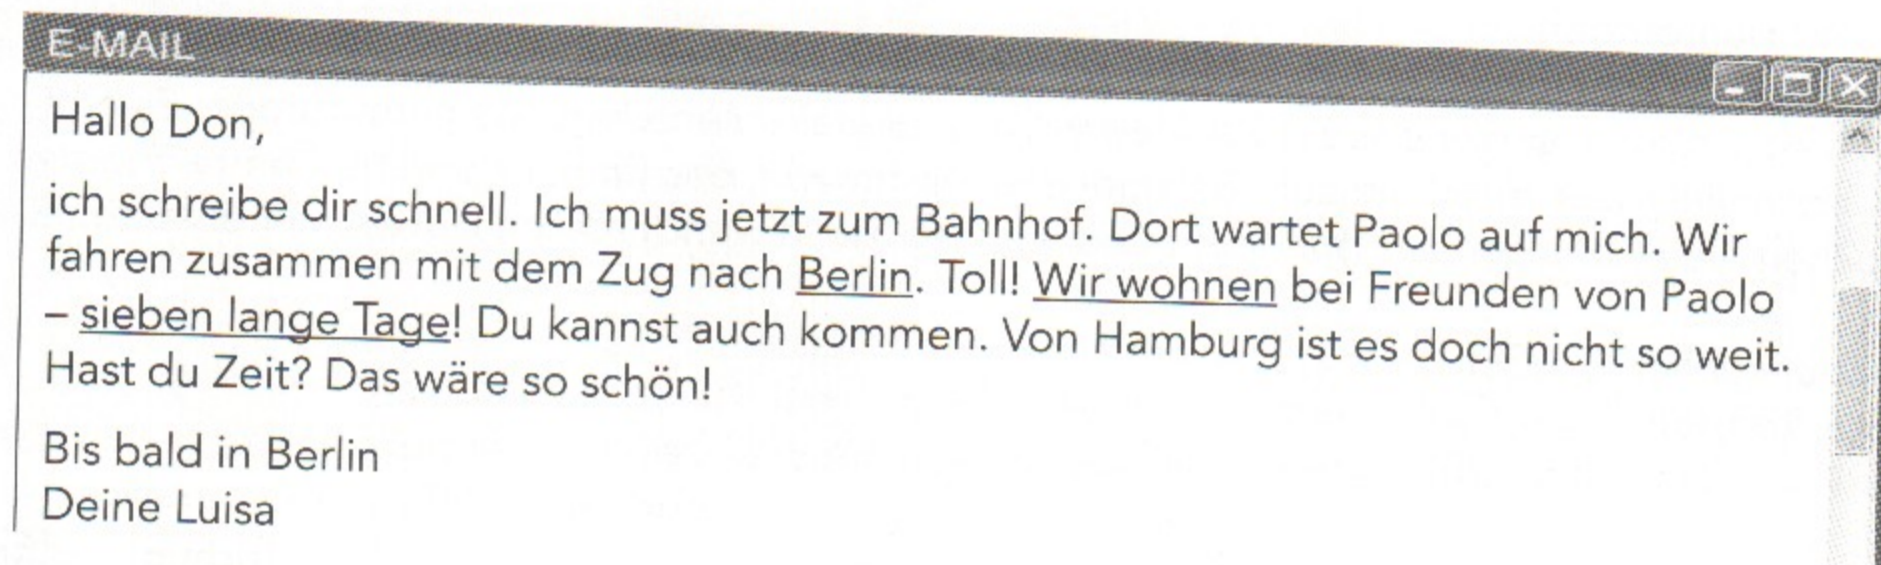 E-MAIL
Hallo Don,
ich schreibe dir schnell. Ich muss jetzt zum Bahnhof. Dort wartet Paolo auf mich. Wir
fahren zusammen mit dem Zug nach Berlin. Toll! Wir wohnen bei Freunden von Paolo
– sieben lange Tage! Du kannst auch kommen. Von Hamburg ist es doch nicht so weit.
Hast du Zeit? Das wäre so schön!
Bis bald in Berlin
Deine Luisa